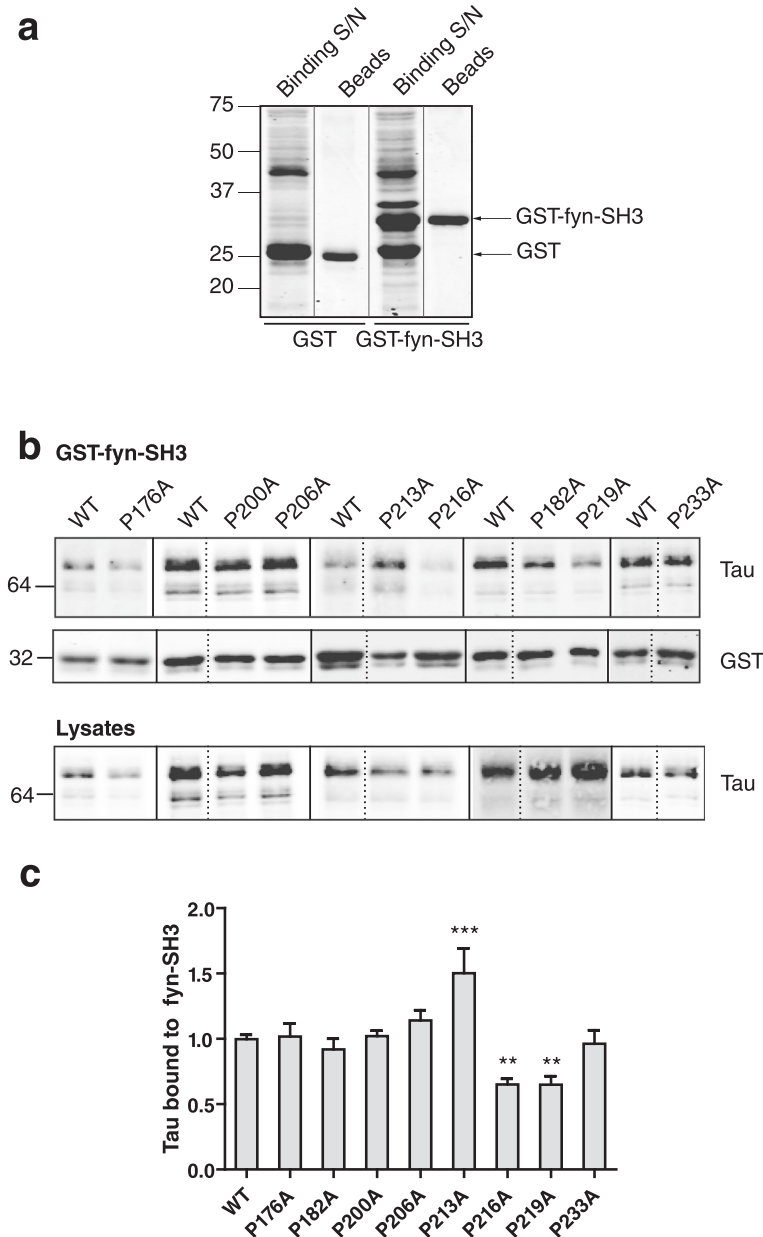 a
Binding S/N
Beads
Binding S/N
Beads
75
50
37
25
20
GST-fyn-SH3
GST
GST GST-fyn-SH3
b GST-fyn-SH3
WT P176A WT P200A P206A WT P213A P216A WT P182A P219A WT P233A
64
Tau
32
GST
Lysates
64
Tau
c
Tau bound to fyn-SH3
2.0
1.5
1.0
0.5
0.0
***
** **
WT P176A P182A P200A P206A P213A P216A P219A P233A